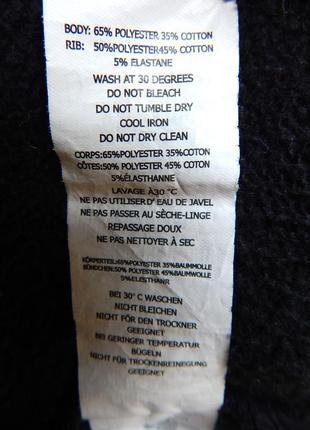 BODY: 65% POLYESTER 35% COTTON
RIB: 50%POLYESTER45% COTTON
5% ELASTANE
WASH AT 30 DEGREES
DO NOT BLEACH
DO NOT TUMBLE DRY
COOL IRON
DO NOT DRY CLEAN
CORPS:65%POLYESTER 35%COTON
CÔTES:50% POLYESTER 45% COTON
5%ÉLASTHANNE
LAVAGE À30 °C
NE PAS UTILISER D'EAU DE JAVEL
NE PAS PASSER AU SÈCHE-LINGE
REPASSAGE DOUX
NE PAS NETTOYER À SEC
KÖRPERTEIL:65%POLYESTER 35%BAUMWOLLE
BÜNDCHEN:50% POLYESTER 45%BAUMWOLLE
5%ELESTHANR
BEI 30° C WASCHEN
NICHT BLEICHEN
NICHT FÜR DEN TROCKNER
GEEIGNET
BEI GERINGER TEMPERATUR
BÜGELN
NICHT FÜR TROCKENREINIGUNG
GEEIGNET